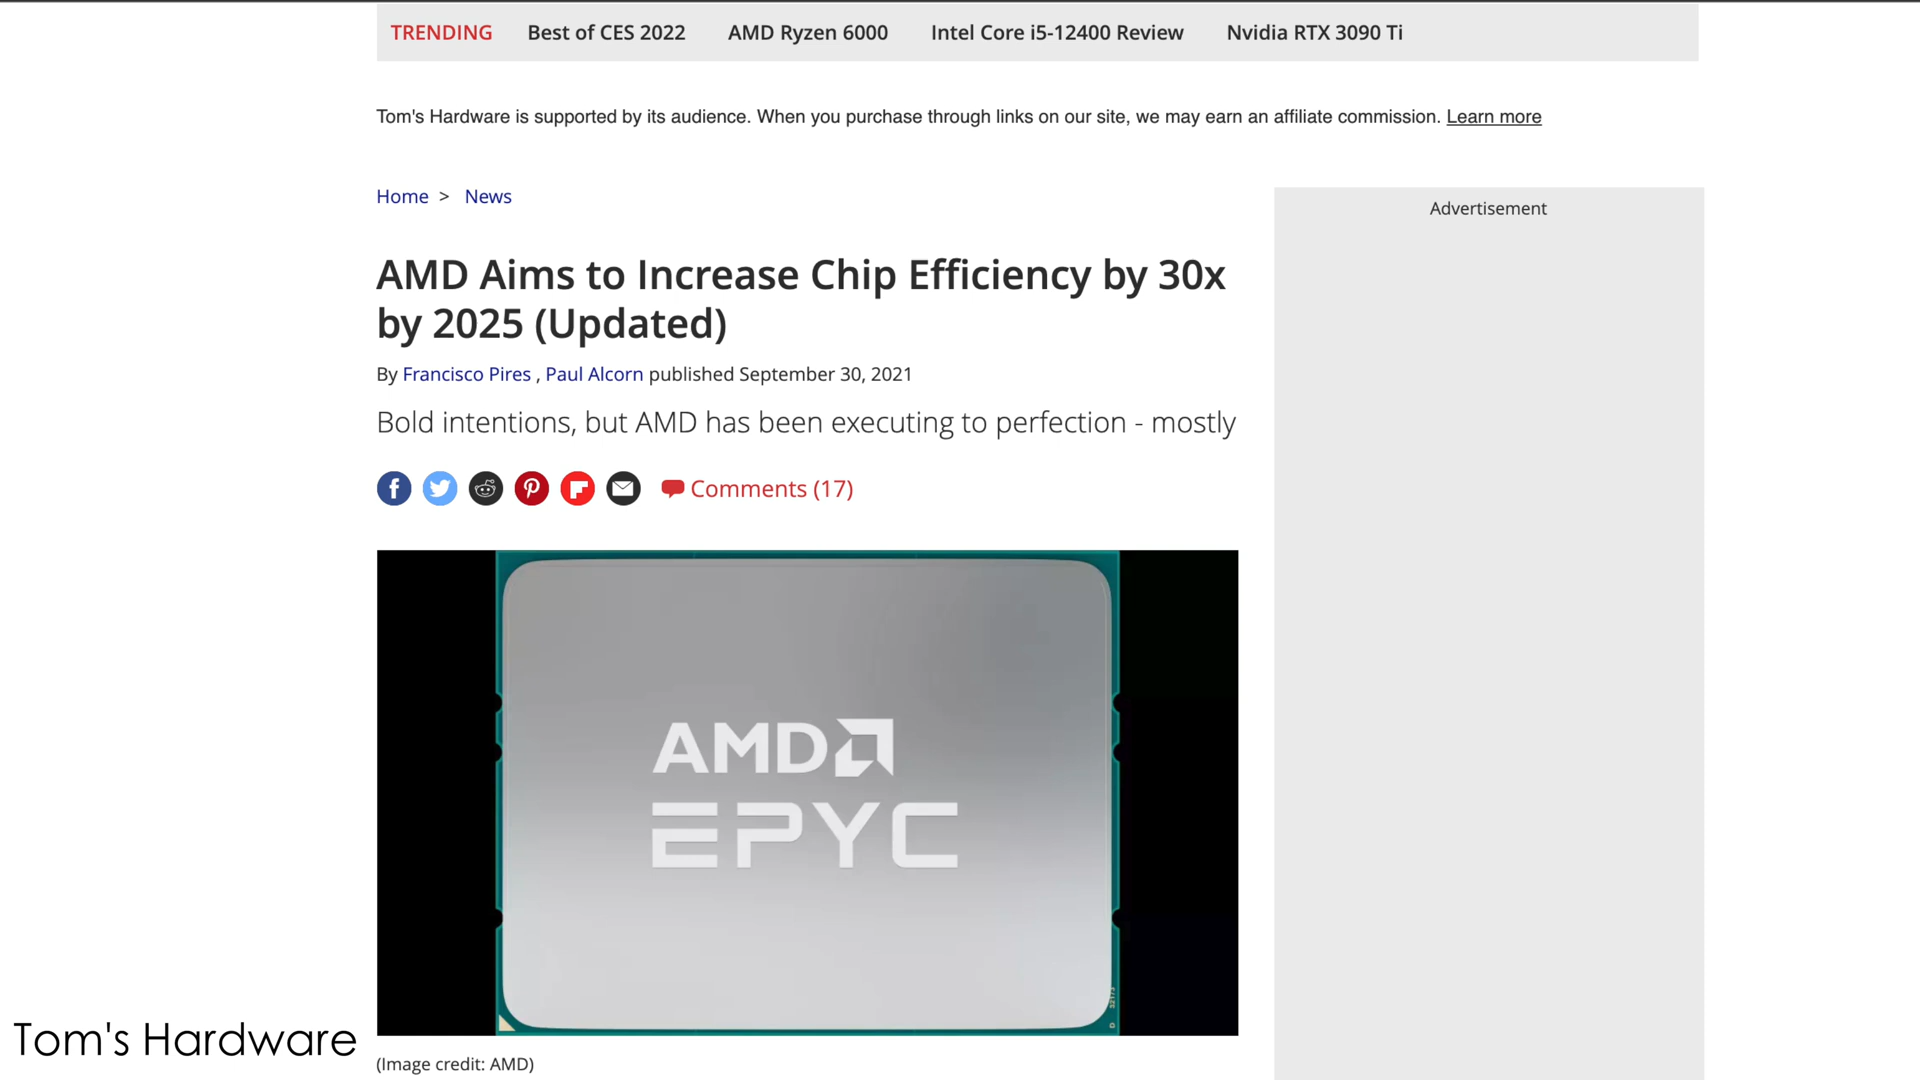 TRENDING Best of CES 2022 AMD Ryzen 6000 Intel Core i5-12400 Review Nvidia RTX 3090 Ti
Tom's Hardware is supported by its audience. When you purchase through links on our site, we may earn an affiliate commission. Learn more
Home > News
Advertisement
AMD Aims to Increase Chip Efficiency by 30x
by 2025 (Updated)
By Francisco Pires , Paul Alcorn published September 30, 2021
Bold intentions, but AMD has been executing to perfection - mostly
Comments (17)
AMD
EPYC
Tom's Hardware
(Image credit: AMD)